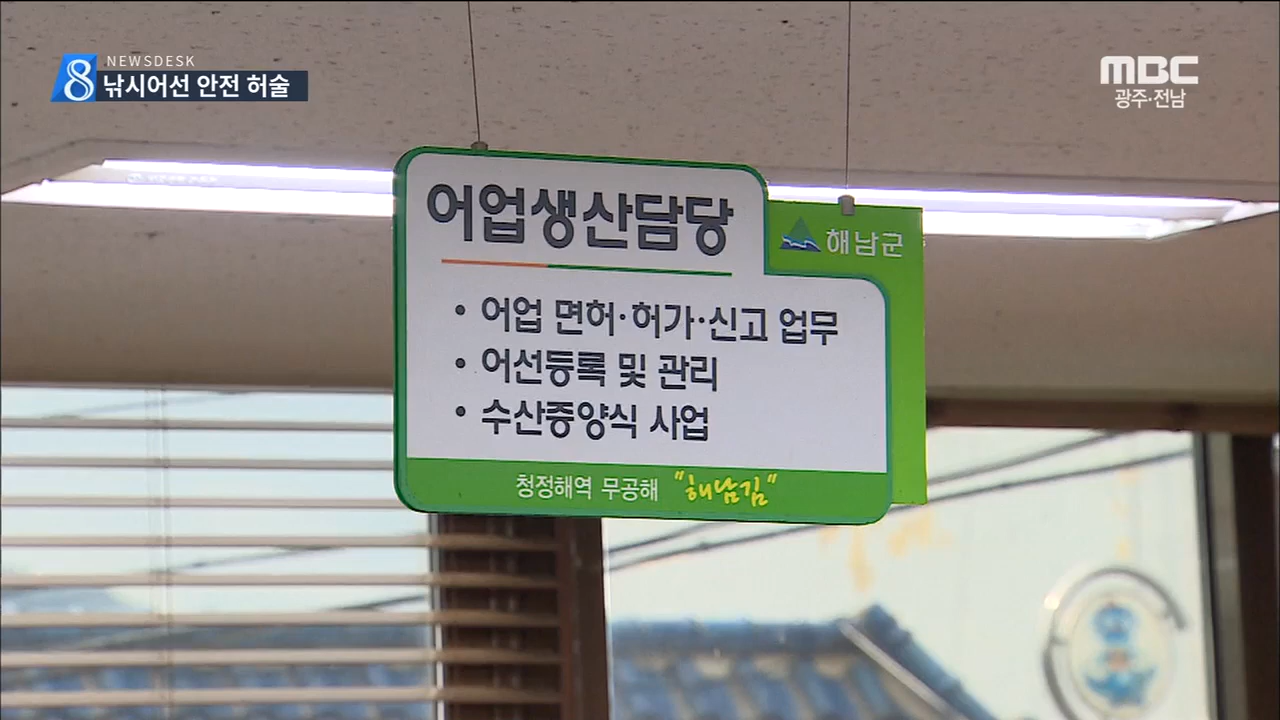 8 NEWSDESK
낚시어선 안전 허술
MBC
광주·전남
어업생산담당
해남군
• 어업 면허·허가·신고 업무
• 어선등록 및 관리
• 수산증양식 사업
청정해역 무공해 "해남김"